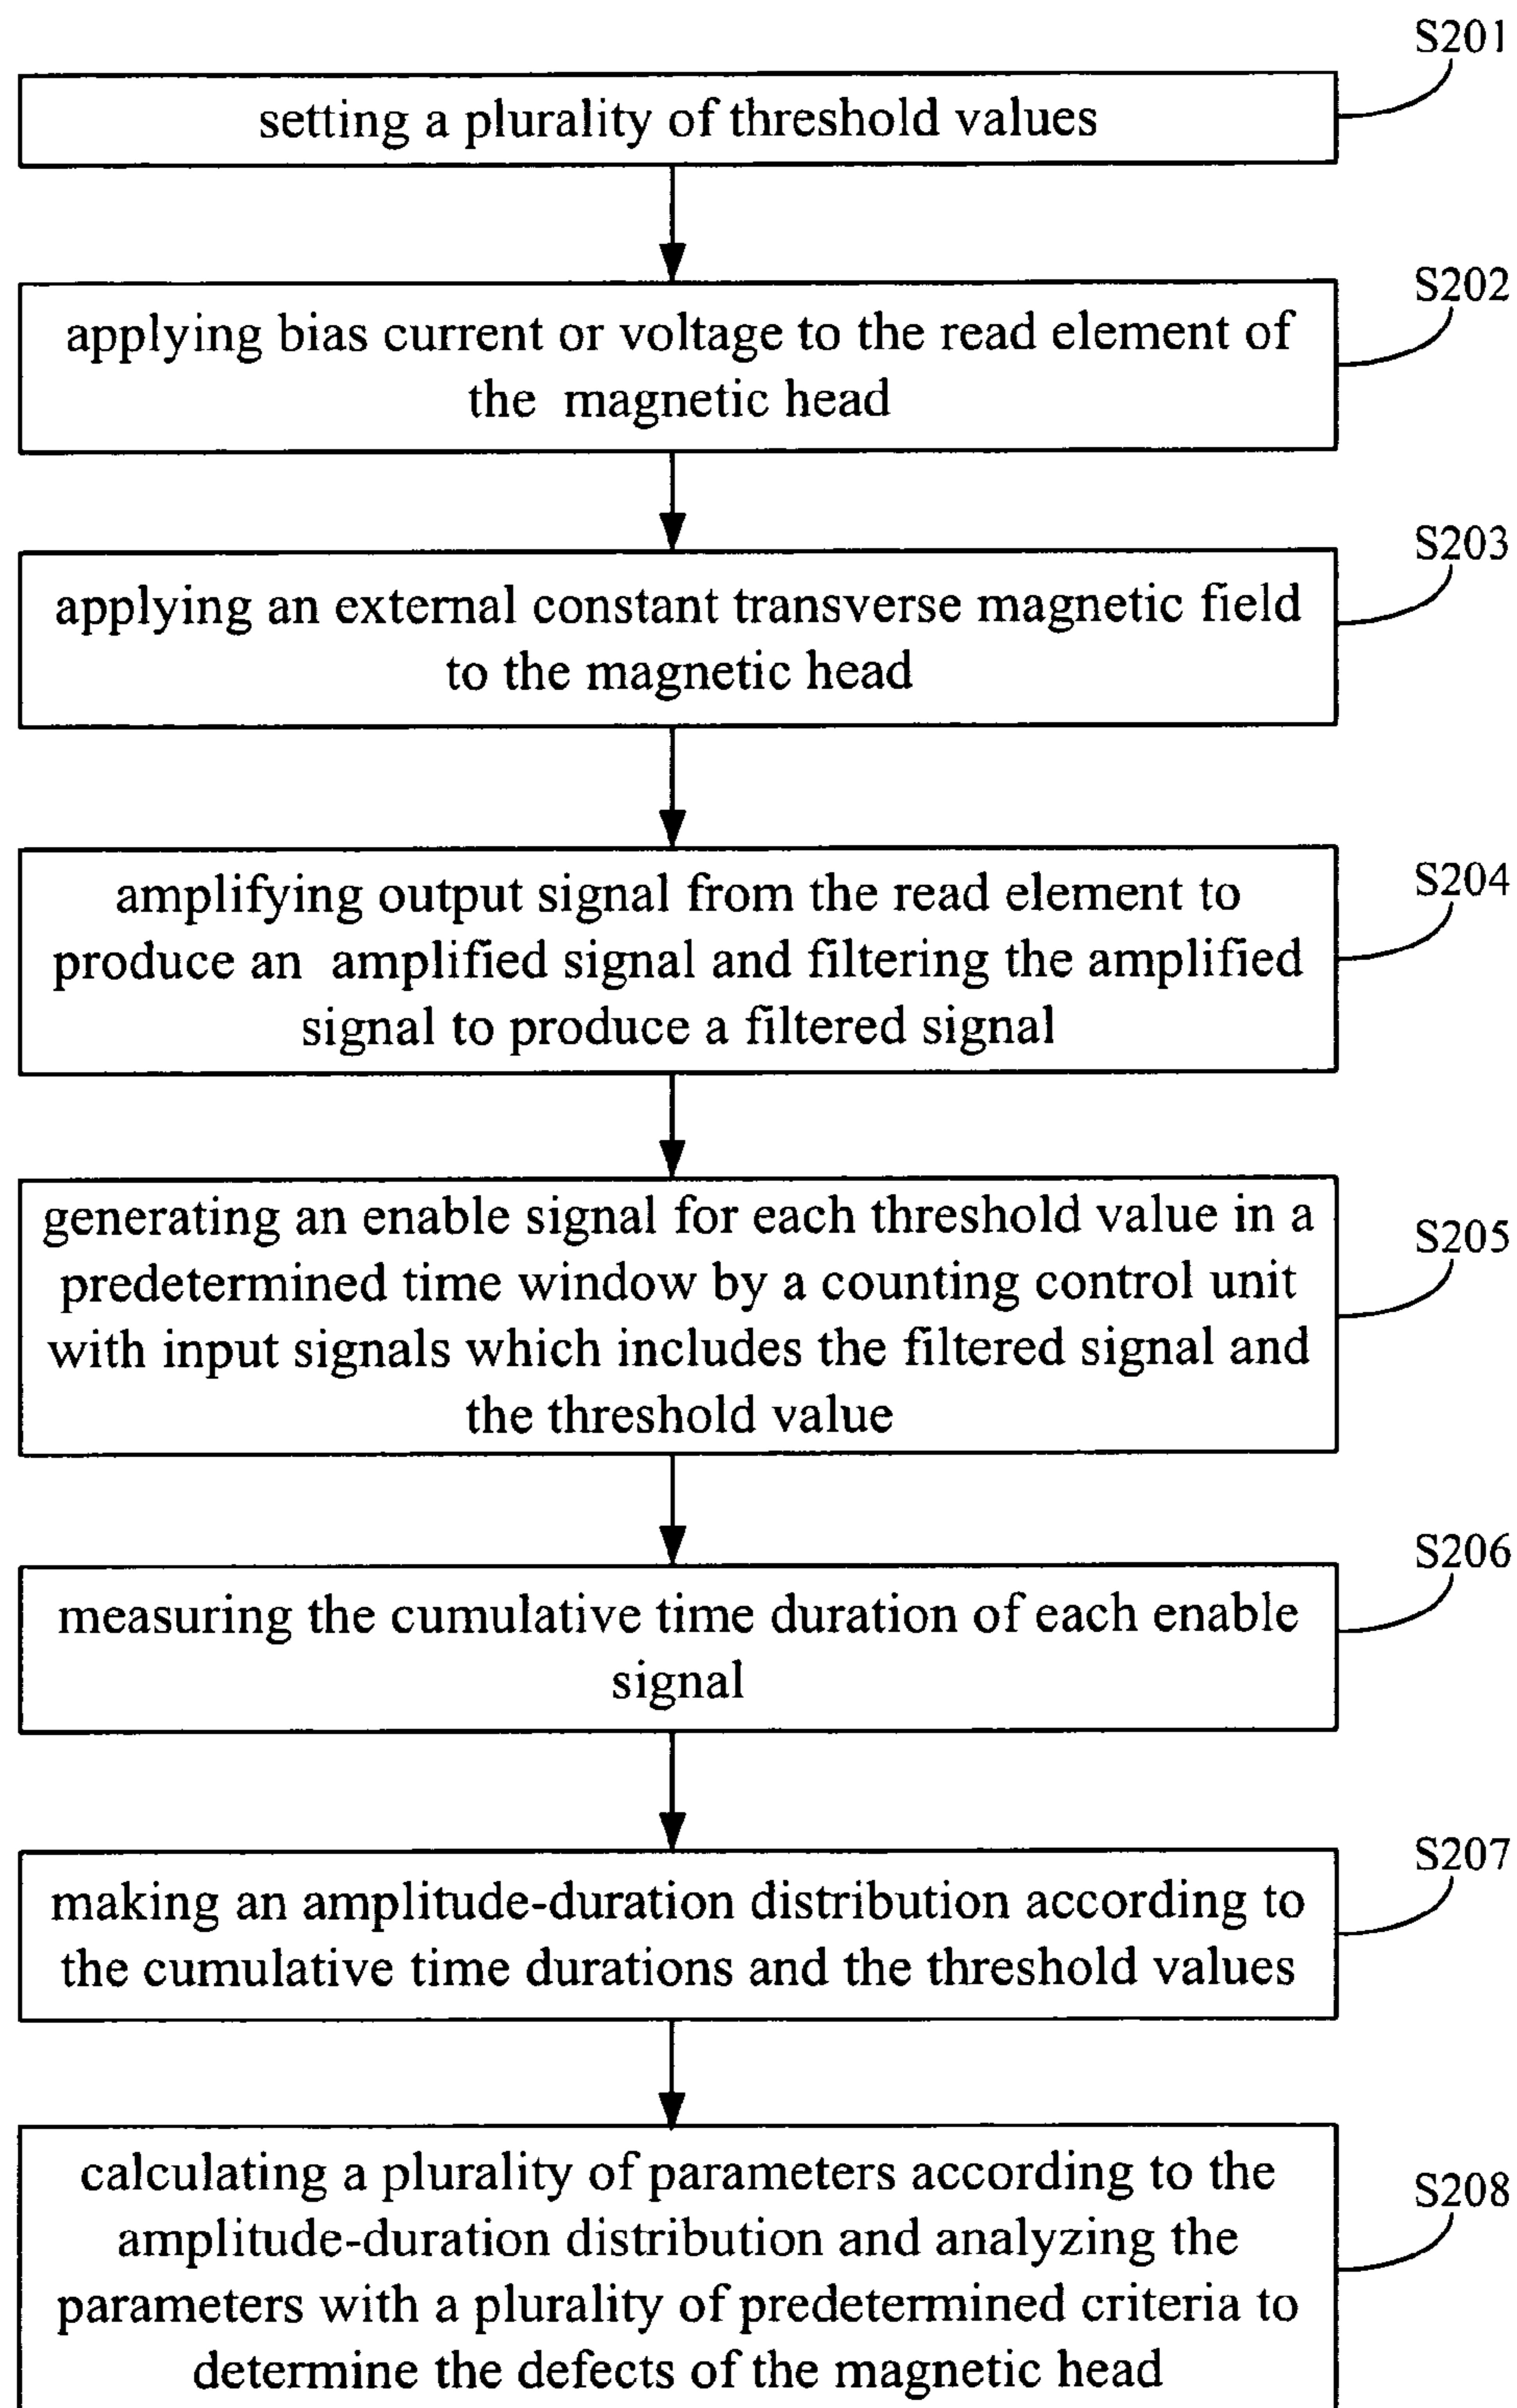 S201
setting a plurality of threshold values
S202
applying bias current or voltage to the read element of
the magnetic head
S203
applying an external constant transverse magnetic field
to the magnetic head
S204
amplifying output signal from the read element to
produce an amplified signal and filtering the amplified
signal to produce a filtered signal
S205
generating an enable signal for each threshold value in a
predetermined time window by a counting control unit
with input signals which includes the filtered signal and
the threshold value
S206
measuring the cumulative time duration of each enable
signal
S207
making an amplitude-duration distribution according to
the cumulative time durations and the threshold values
S208
calculating a plurality of parameters according to the
amplitude-duration distribution and analyzing the
parameters with a plurality of predetermined criteria to
determine the defects of the magnetic head